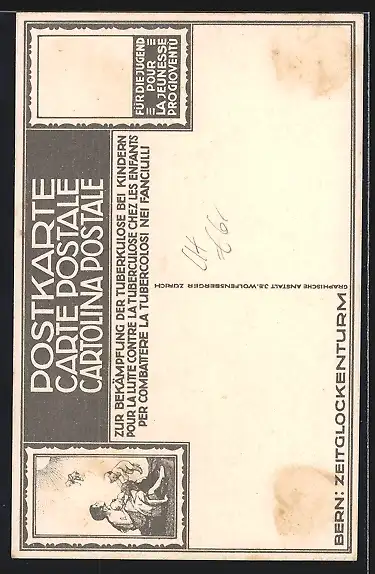 POSTKARTE
CARTE POSTALE
CARTOLINA POSTALE
ZUR BEKÄMPFUNG DER TUBERKULOSE BEI KINDERN
POUR LA LUTTE CONTRE LA TUBERCULOSE CHEZ LES ENFANTS
PER COMBATTERE LA TUBERCOLOSI NEI FANCIULLI
FÜR DIE JUGEND
POUR
LA JEUNESSE
PRO GIOVENTÙ
GRAPHISCHE ANSTALT J.E. WOLFENSBERGER ZÜRICH
BERN: ZEITGLOCKENTURM